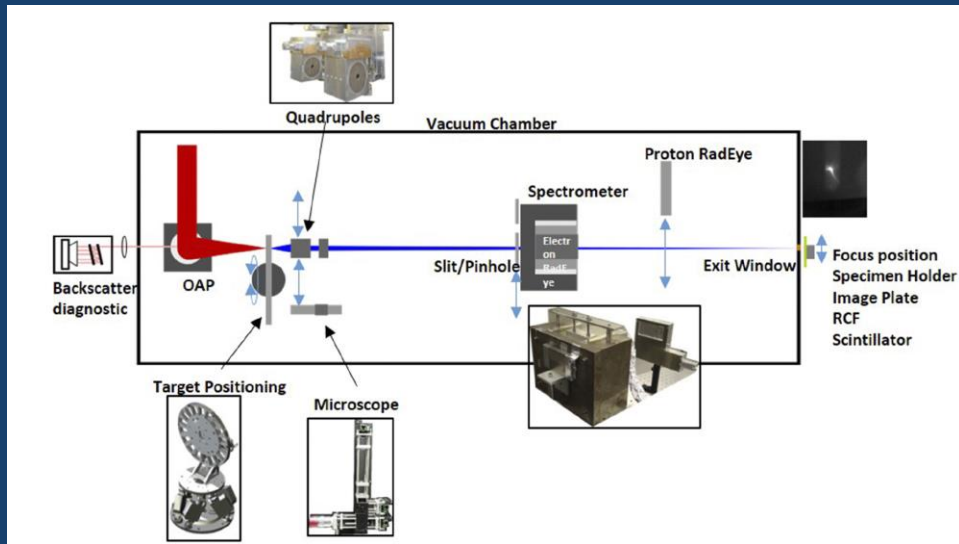 Quadrupoles
Vacuum Chamber
Proton RadEye
Spectrometer
Electr
on
RadE
ye
Slit/Pinhole
Exit Window
Backscatter
diagnostic
OAP
Focus position
Specimen Holder
Image Plate
RCF
Scintillator
Target Positioning
Microscope